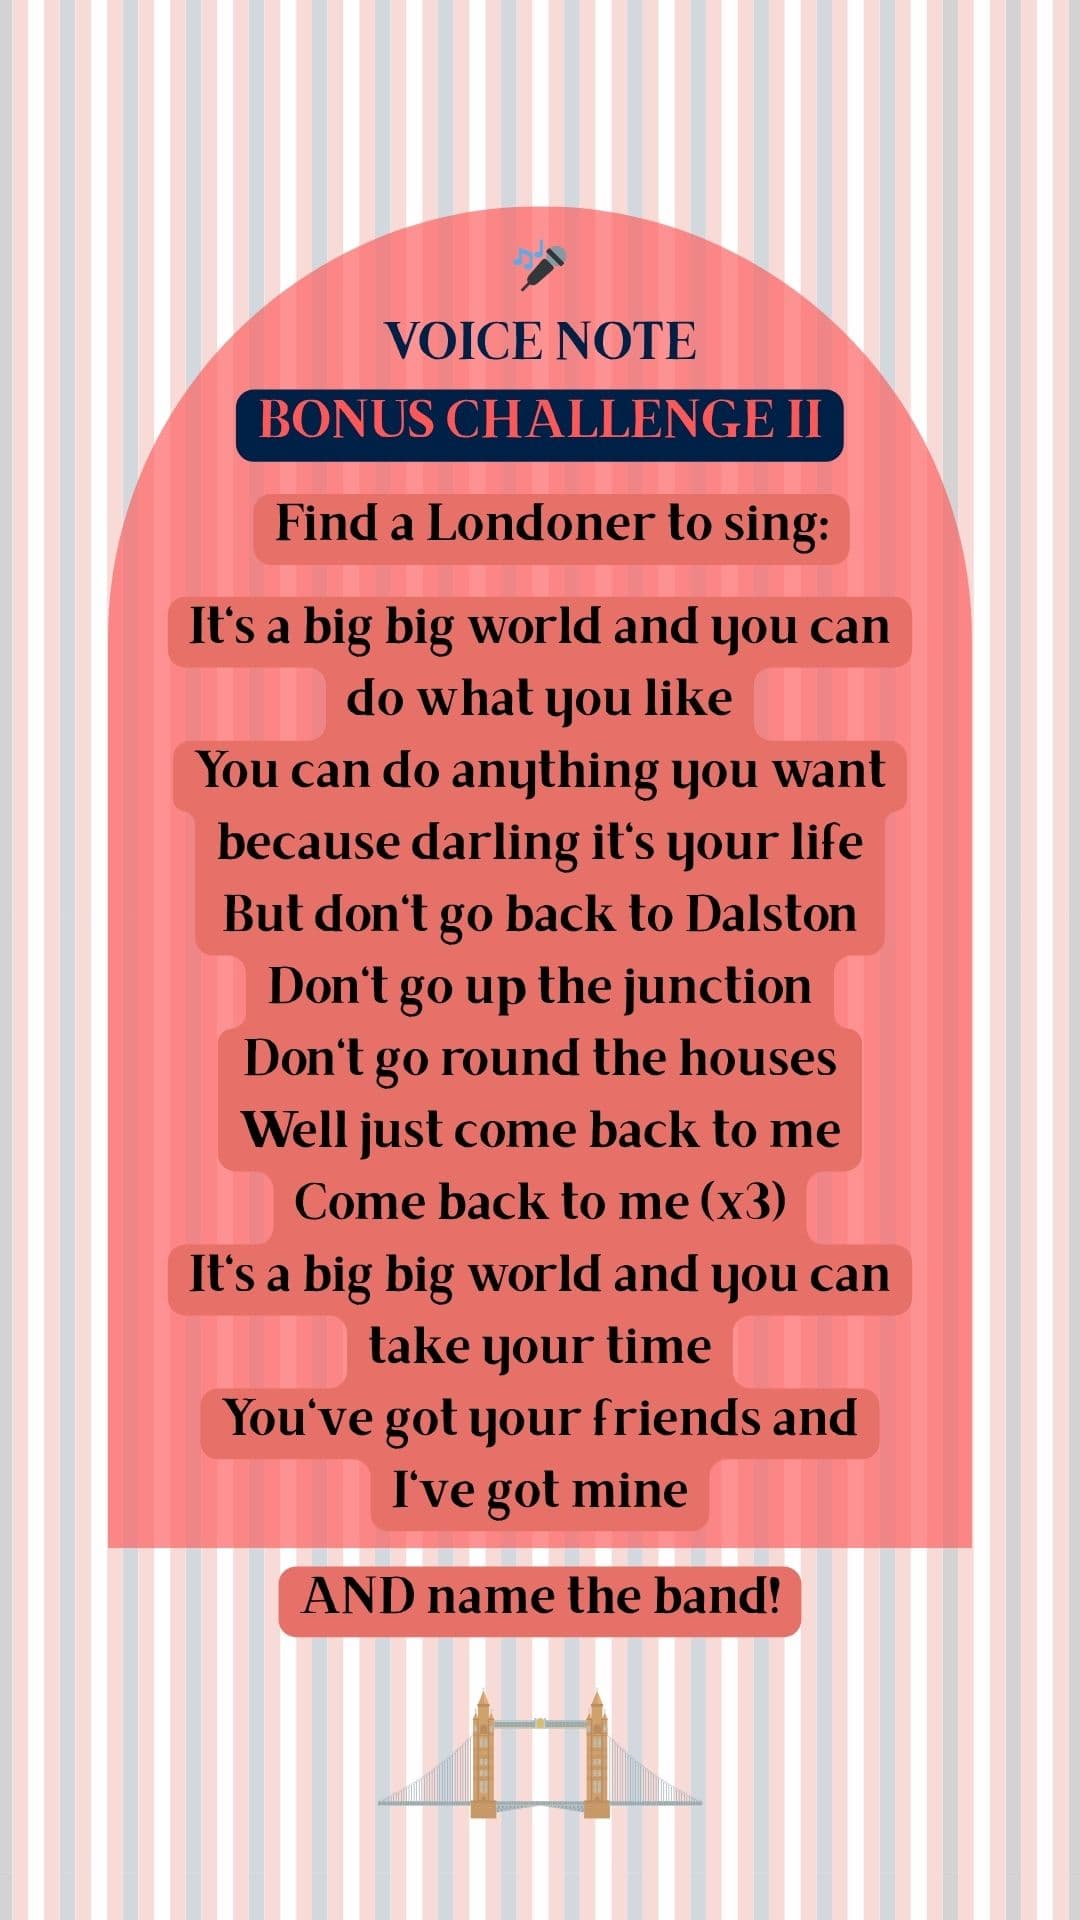 VOICE NOTE
BONUS CHALLENGE II
Find a Londoner to sing:
It‘s a big big world and you can
do what you like
You can do anything you want
because darling it‘s your life
But don‘t go back to Dalston
Don‘t go up the junction
Don‘t go round the houses
Well just come back to me
Come back to me (x3)
It‘s a big big world and you can
take your time
You‘ve got your friends and
I‘ve got mine
AND name the band!